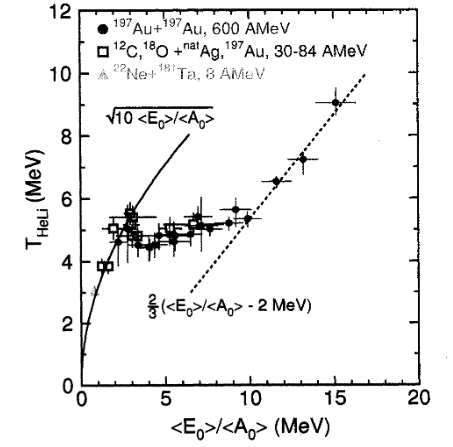 12
10
8
6
4
2
0
T_HeLi (MeV)
● ¹⁹⁷Au+¹⁹⁷Au, 600 AMeV
□ ¹²C,¹⁸O +ⁿᵃᵗAg,¹⁹⁷Au, 30-84 AMeV
▲ ²²Ne+¹⁸¹Ta, 8 AMeV
√10 <E₀>/<A₀>
⅔(<E₀>/<A₀> - 2 MeV)
0 5 10 15 20
<E₀>/<A₀> (MeV)